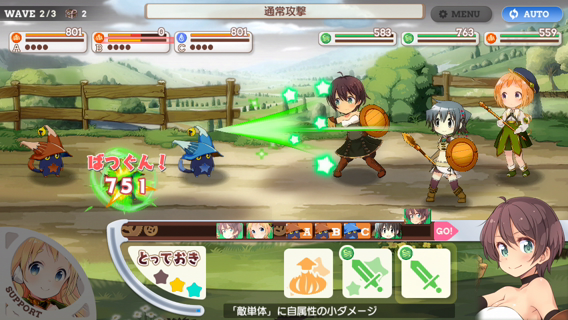 WAVE 2/3 2
通常攻撃
MENU
AUTO
801
0
801
583
763
559
A
B
C
ばつぐん!
751
A B C
GO!
とっておき
SUPPORT
「敵単体」に自属性の小ダメージ